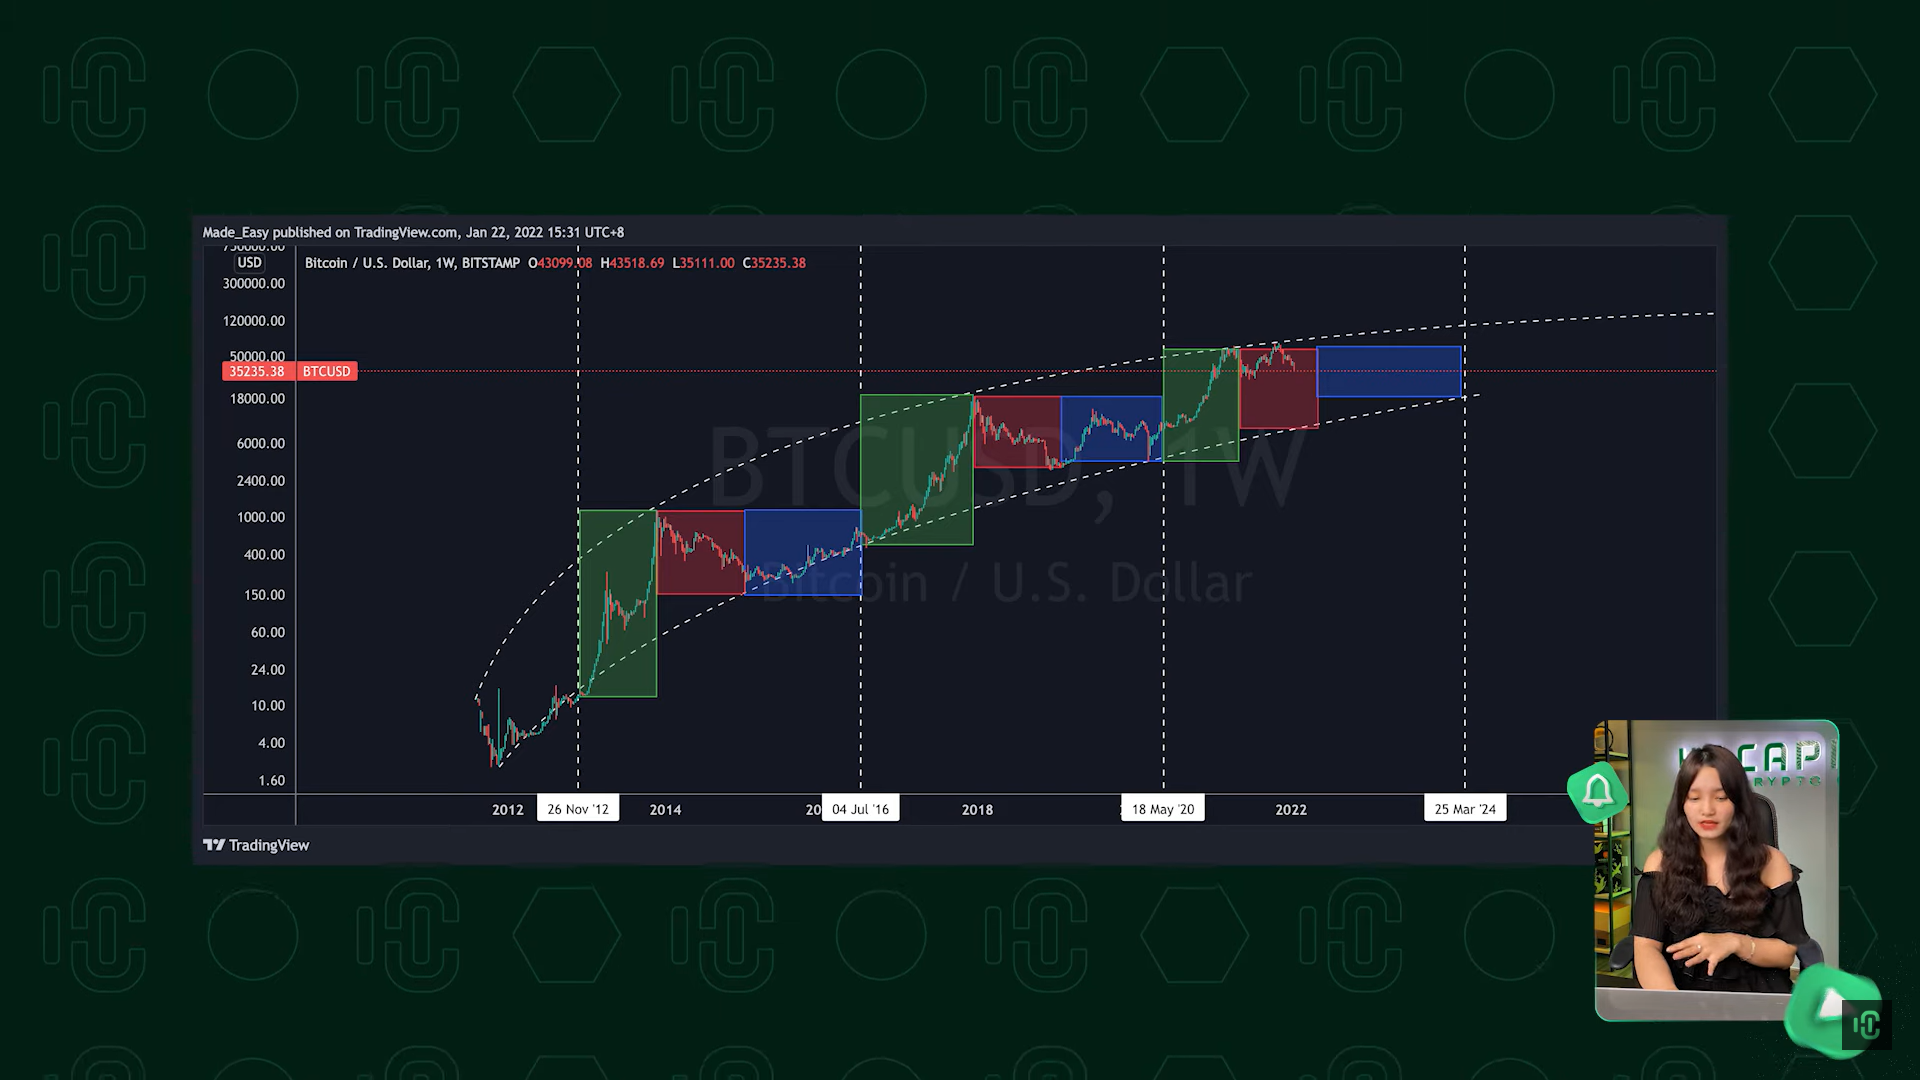 Made_Easy published on TradingView.com, Jan 22, 2022 15:31 UTC+8
750000.00
USD
Bitcoin / U.S. Dollar, 1W, BITSTAMP O43099.08 H43518.69 L35111.00 C35235.38
300000.00
120000.00
50000.00
35235.38 BTCUSD
18000.00
6000.00
2400.00
1000.00
400.00
150.00
60.00
24.00
10.00
4.00
1.60
BTCUSD, 1W
Bitcoin / U.S. Dollar
2012 26 Nov '12 2014 04 Jul '16 2018 18 May '20 2022 25 Mar '24
TradingView